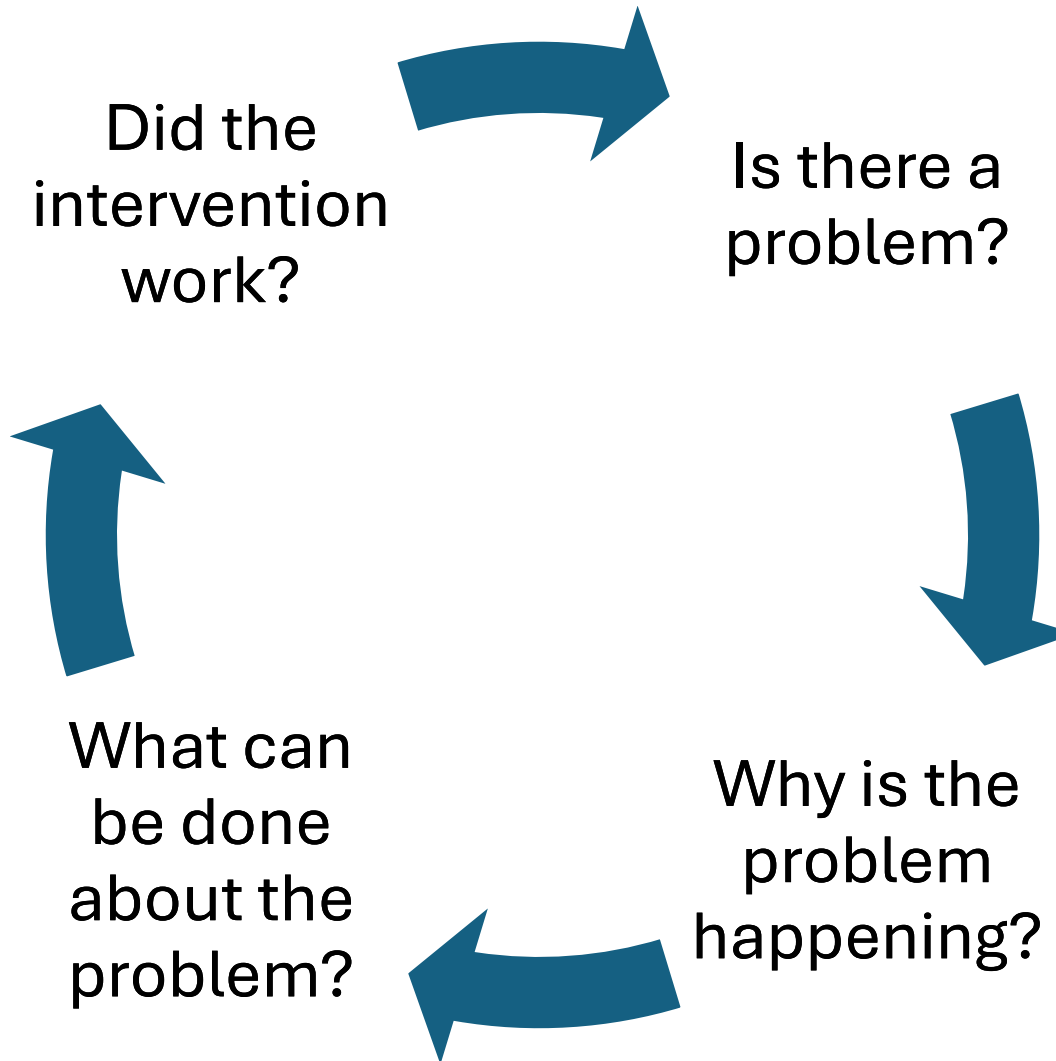 Did the
intervention
work?
Is there a
problem?
Why is the
problem
happening?
What can
be done
about the
problem?